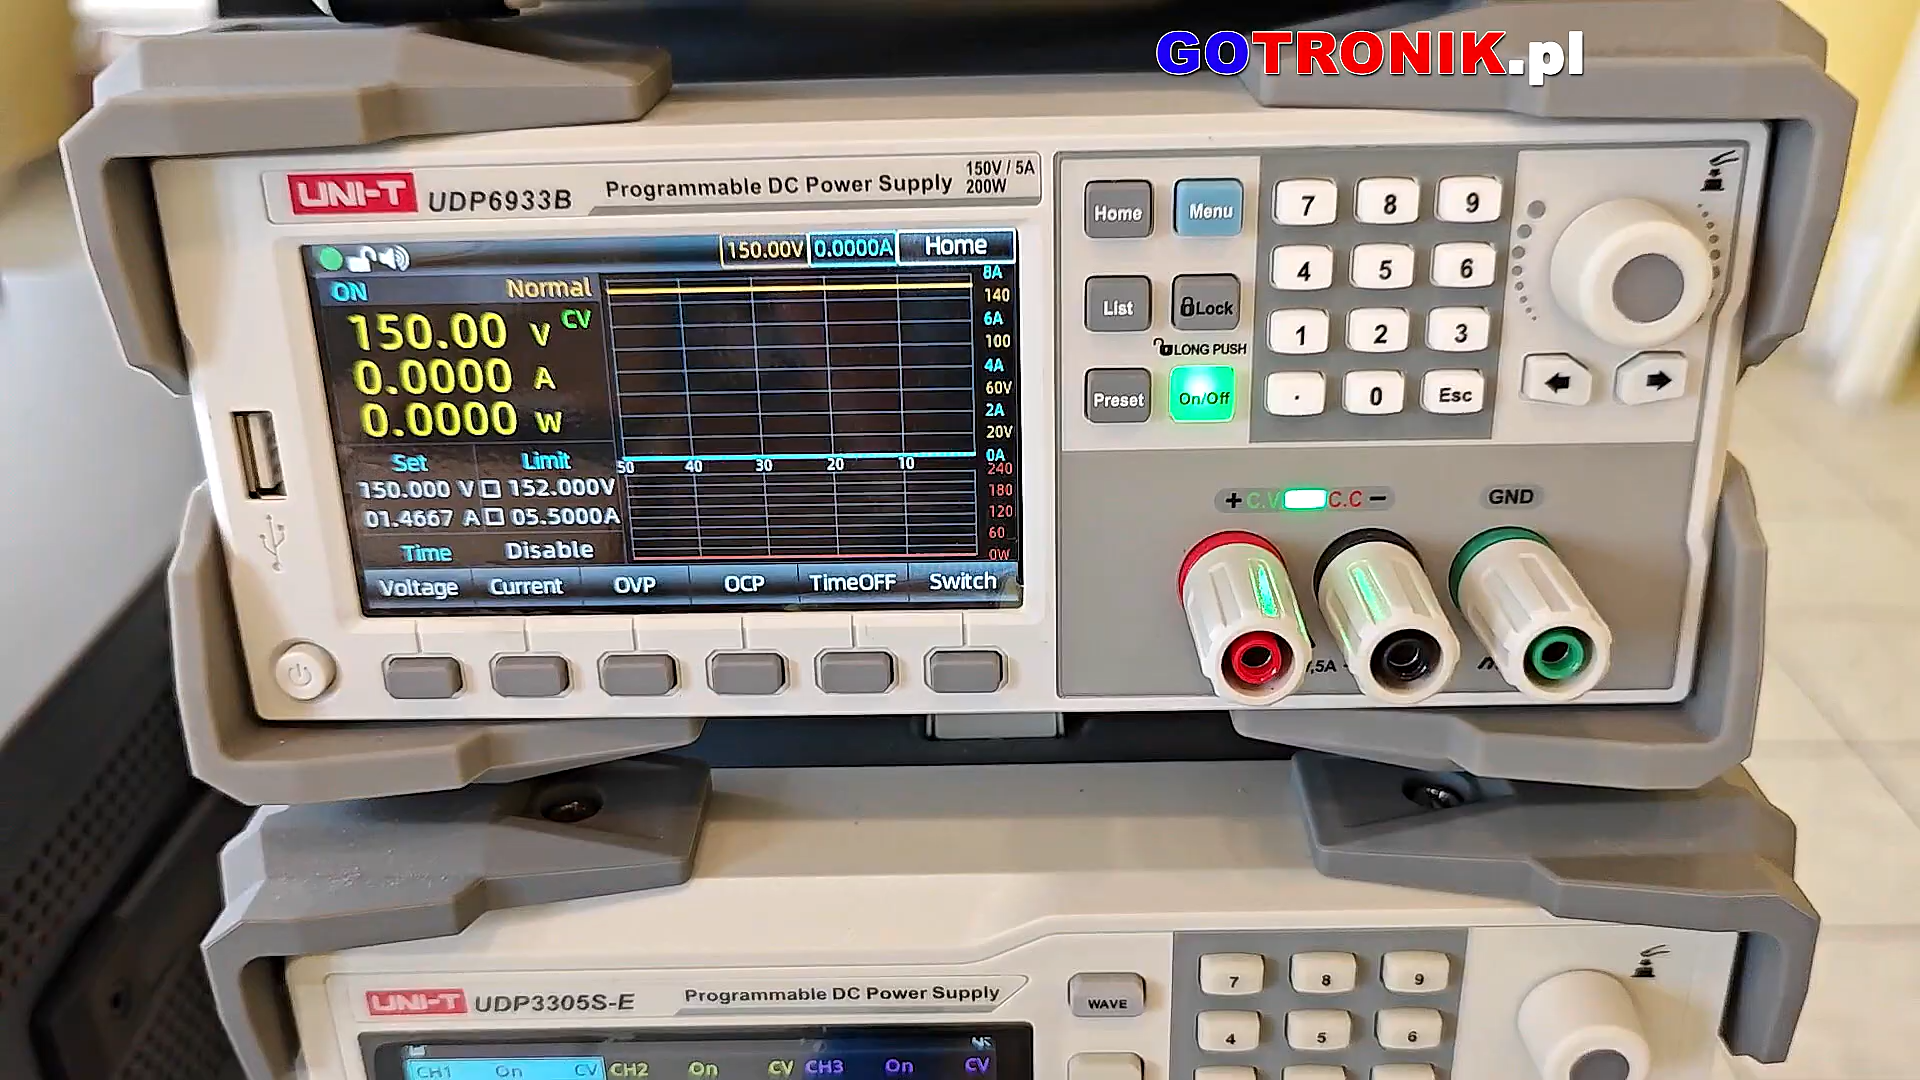 GOTRONIK.pl
UNI-T UDP6933B Programmable DC Power Supply 150V / 5A 200W
150.00V 0.0000A Home
ON Normal
150.00 V CV
0.0000 A
0.0000 W
8A
140
6A
100
4A
60V
2A
20V
0A
50 40 30 20 10
240
180
120
60
0W
Set Limit
150.000 V 152.000V
01.4667 A 05.5000A
Time Disable
Voltage Current OVP OCP TimeOFF Switch
Home Menu
List Lock
LONG PUSH
Preset On/Off
7 8 9
4 5 6
1 2 3
. 0 Esc
+ C.V C.C −
GND
UNI-T UDP3305S-E Programmable DC Power Supply
WAVE
7 8 9
4 5 6
CH1 On CV CH2 On CV CH3 On CV